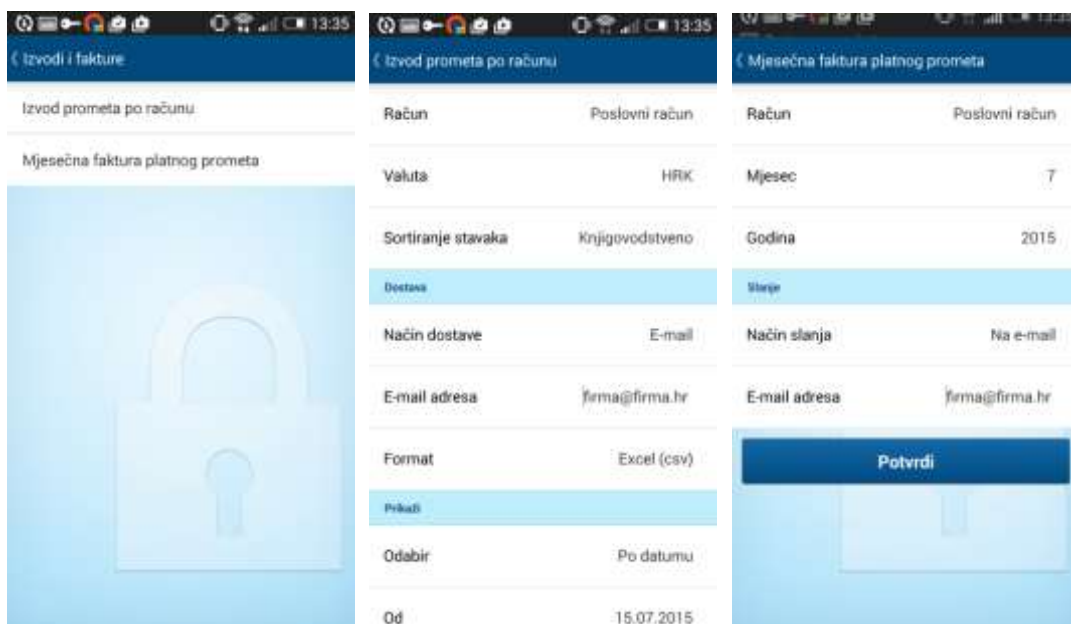 13:35
< Izvodi i fakture
Izvod prometa po računu
Mjesečna faktura platnog prometa
13:35
< Izvod prometa po računu
Račun Poslovni račun
Valuta HRK
Sortiranje stavaka Knjigovodstveno
Dostava
Način dostave E-mail
E-mail adresa firma@firma.hr
Format Excel (csv)
Prikaži
Odabir Po datumu
Od 15.07.2015
< Mjesečna faktura platnog prometa
Račun Poslovni račun
Mjesec 7
Godina 2015
Slanje
Način slanja Na e-mail
E-mail adresa firma@firma.hr
Potvrdi